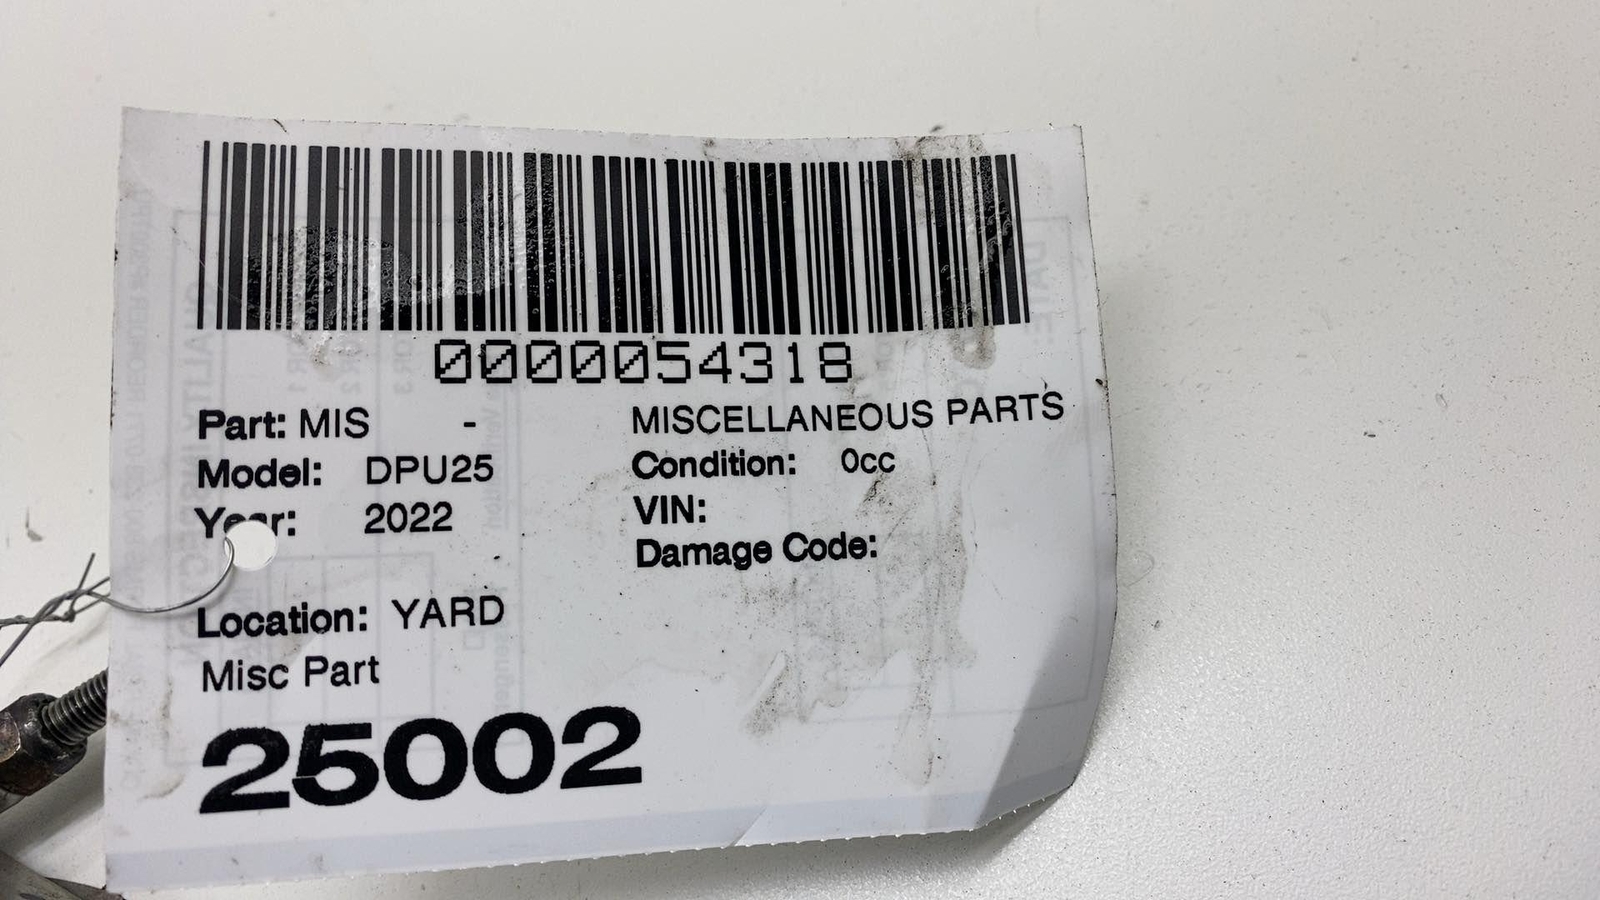 0000054318
Part: MIS - MISCELLANEOUS PARTS
Model: DPU25 Condition: 0cc
Year: 2022 VIN:
Damage Code:
Location: YARD
Misc Part
25002